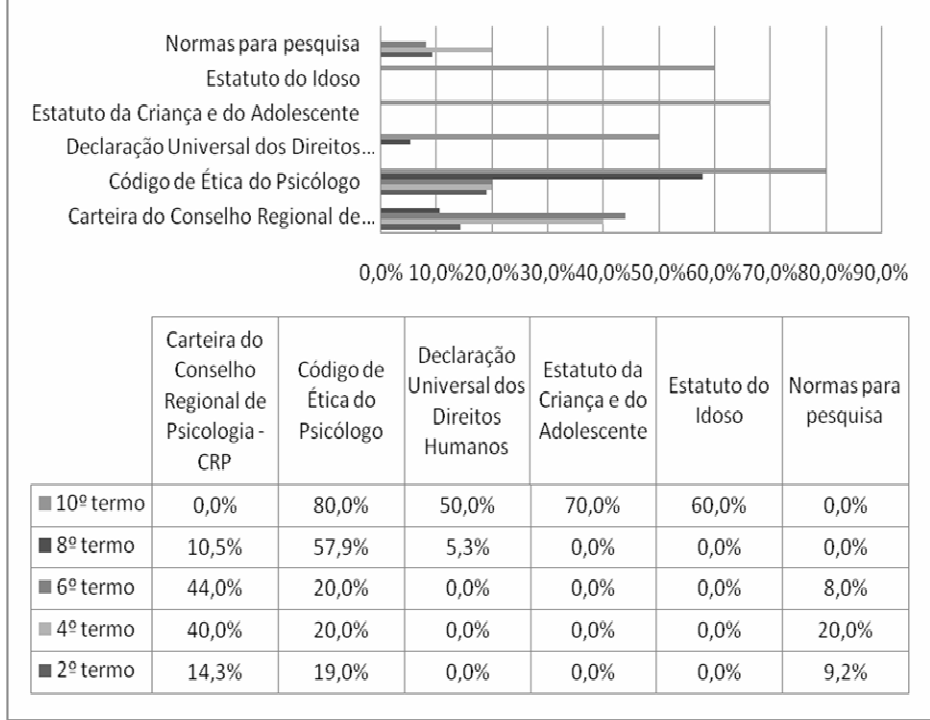 Normas para pesquisa
Estatuto do Idoso
Estatuto da Criança e do Adolescente
Declaração Universal dos Direitos...
Código de Ética do Psicólogo
Carteira do Conselho Regional de...
0,0% 10,0%20,0%30,0%40,0%50,0%60,0%70,0%80,0%90,0%
Carteira do
Conselho
Regional de
Psicologia -
CRP
Código de
Ética do
Psicólogo
Declaração
Universal dos
Direitos
Humanos
Estatuto da
Criança e do
Adolescente
Estatuto do
Idoso
Normas para
pesquisa
10º termo 0,0% 80,0% 50,0% 70,0% 60,0% 0,0%
8º termo 10,5% 57,9% 5,3% 0,0% 0,0% 0,0%
6º termo 44,0% 20,0% 0,0% 0,0% 0,0% 8,0%
4º termo 40,0% 20,0% 0,0% 0,0% 0,0% 20,0%
2º termo 14,3% 19,0% 0,0% 0,0% 0,0% 9,2%